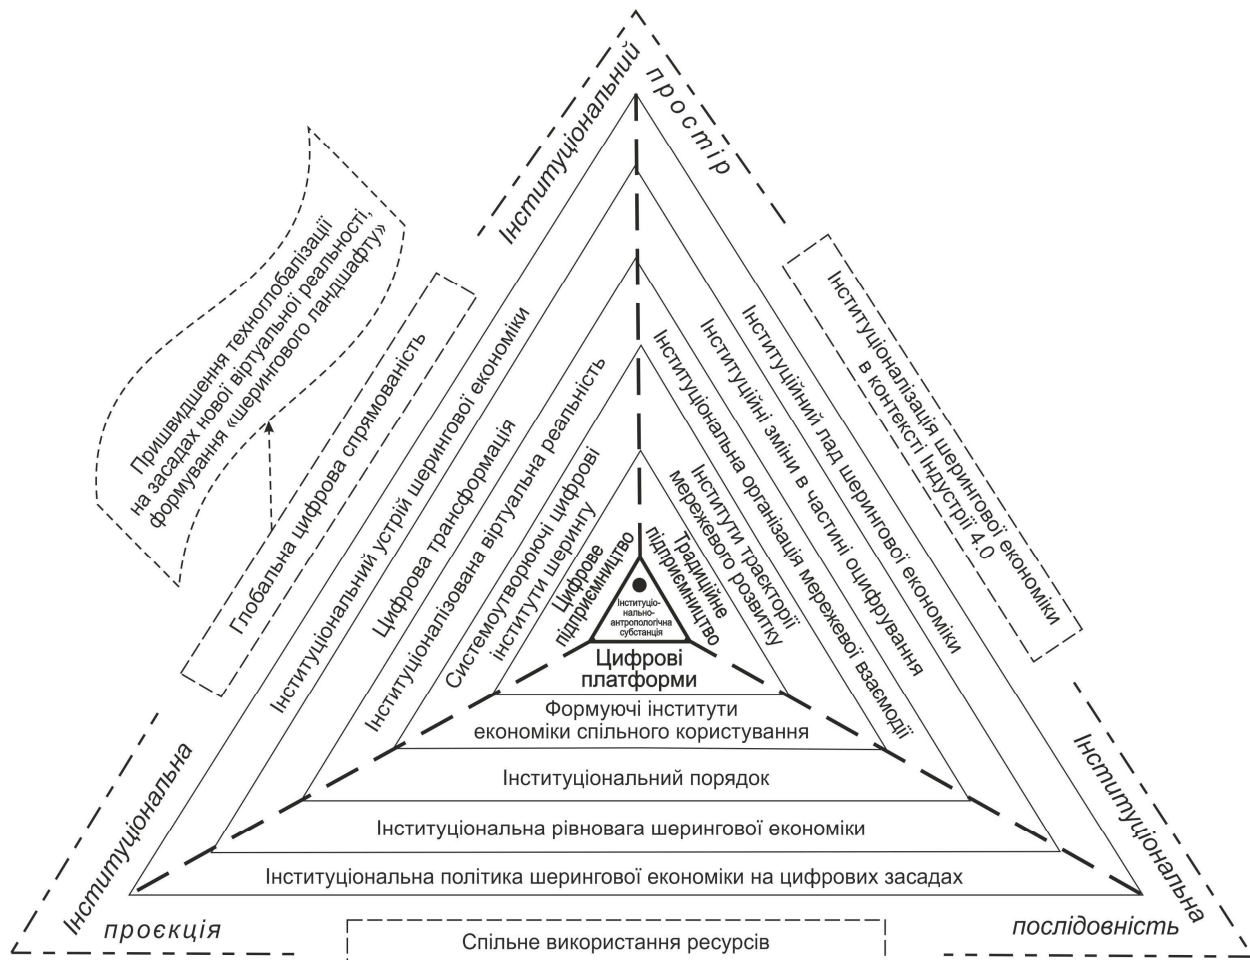 Інституціональний
простір
Пришвидшення техноглобалізації
на засадах нової віртуальної реальності,
формування «шерингового ландшафту»
Глобальна цифрова спрямованість
Інституціональний устрій шерингової економіки
Цифрова трансформація
Інституціоналізована віртуальна реальність
Системоутворюючі цифрові
інститути шерингу
Цифрове
підприємництво
Традиційне
підприємництво
Інститути траєкторії
мережевого розвитку
Інституціональна організація мережевої взаємодії
Інституційні зміни в частині оцифрування
Інституційний лад шерингової економіки
Інституціоналізація шерингової економіки
в контексті Індустрії 4.0
Інституціо-
нально-
антропологічна
субстанція
Цифрові
платформи
Формуючі інститути
економіки спільного користування
Інституціональний порядок
Інституціональна рівновага шерингової економіки
Інституціональна політика шерингової економіки на цифрових засадах
Інституціональна
проєкція
Спільне використання ресурсів
Інституціональна
послідовність